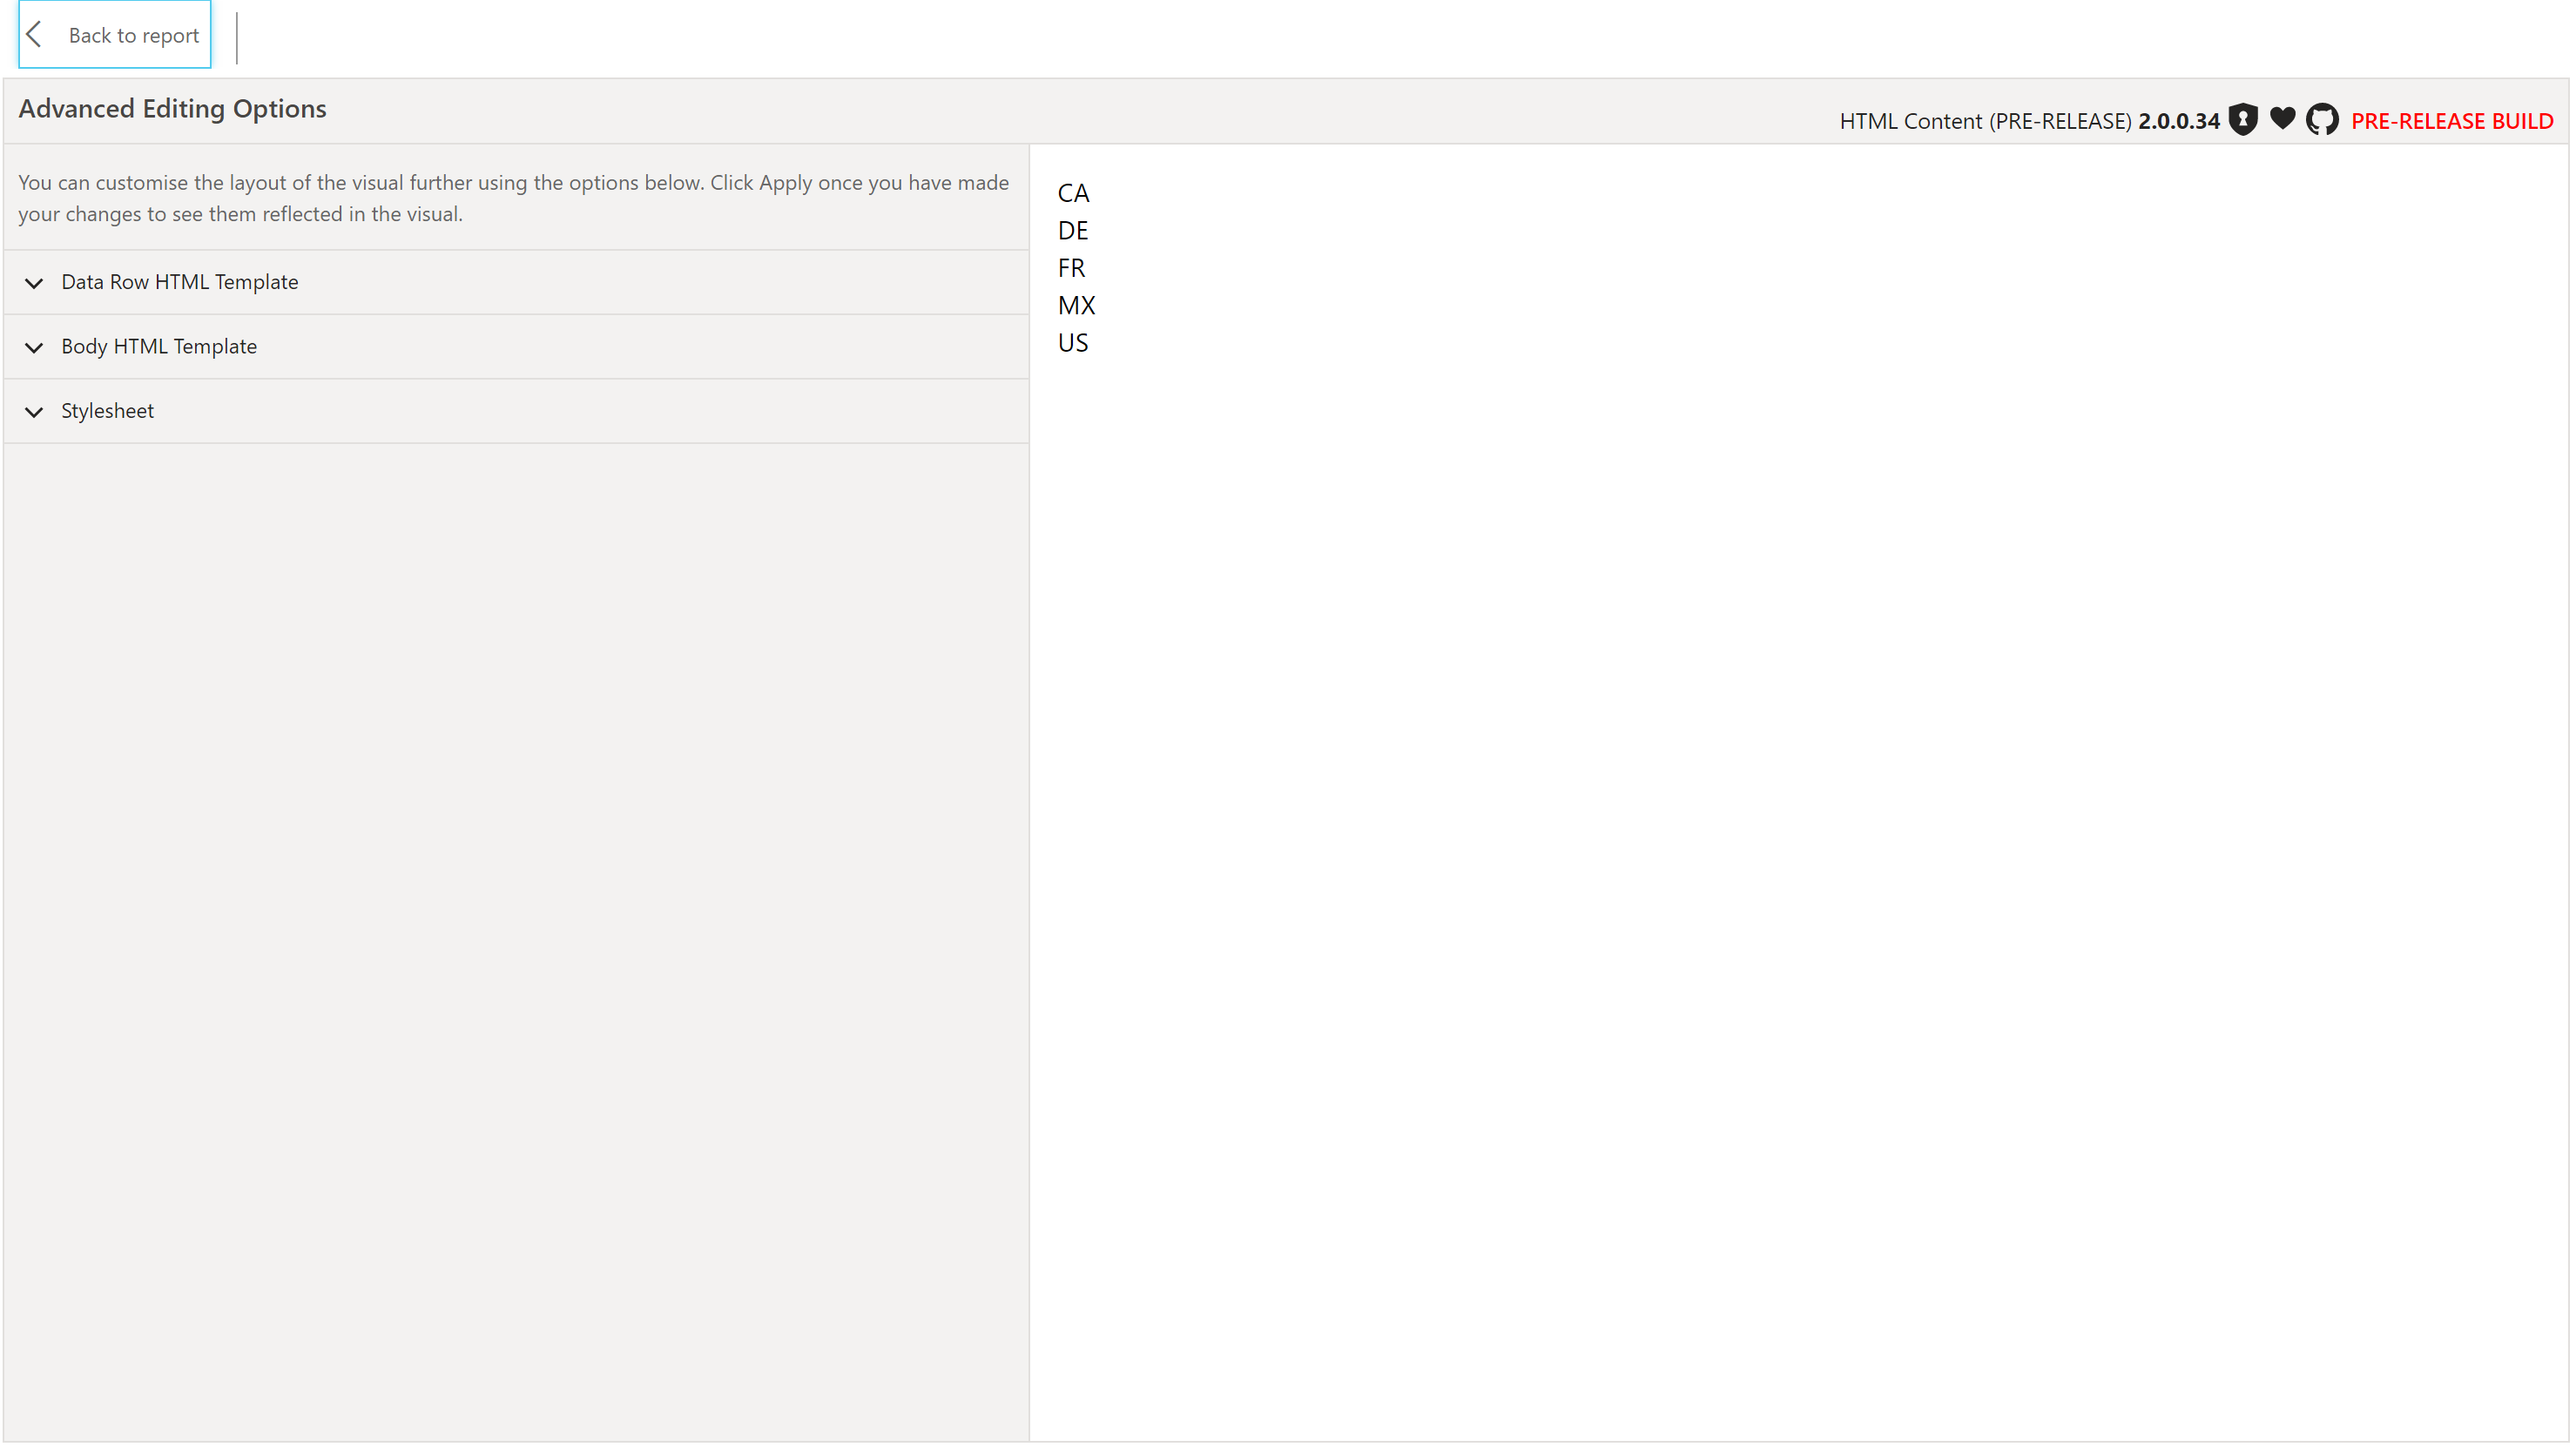 Back to report
Advanced Editing Options
HTML Content (PRE-RELEASE) 2.0.0.34 PRE-RELEASE BUILD
You can customise the layout of the visual further using the options below. Click Apply once you have made
your changes to see them reflected in the visual.
Data Row HTML Template
Body HTML Template
Stylesheet
CA
DE
FR
MX
US